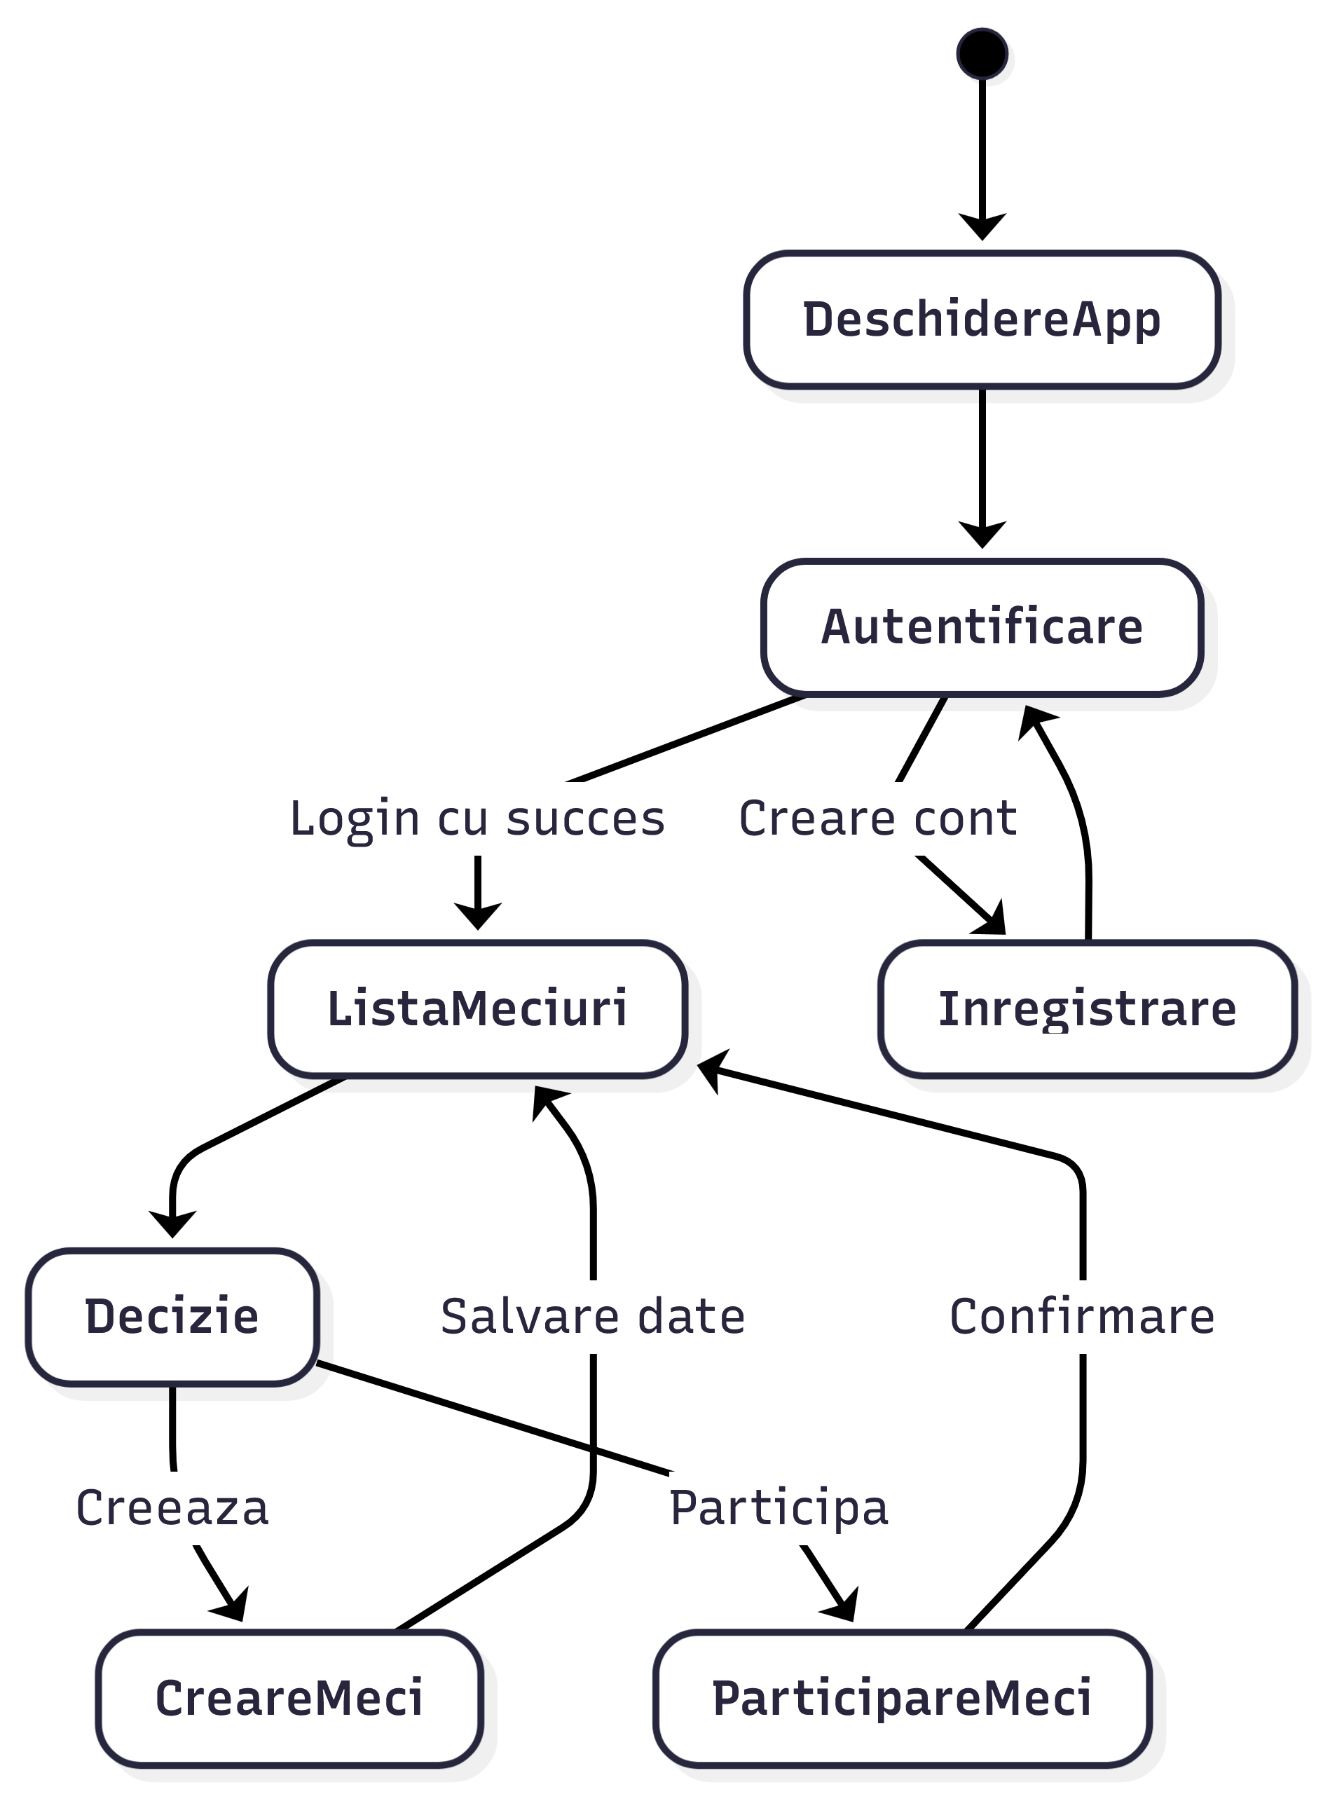 DeschidereApp
Autentificare
Login cu succes
Creare cont
ListaMeciuri
Inregistrare
Decizie
Salvare date
Confirmare
Creeaza
Participa
CreareMeci
ParticipareMeci